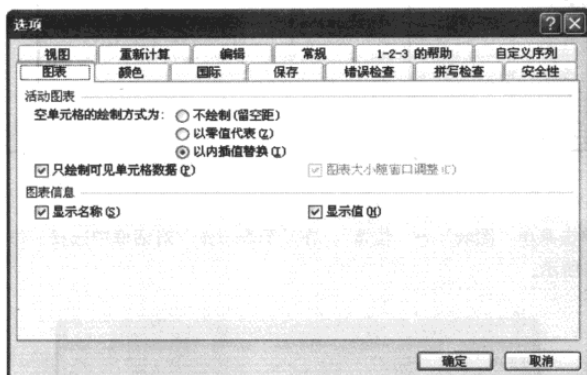 选项
视图 重新计算 编辑 常规 1-2-3 的帮助 自定义序列
图表 颜色 国际 保存 错误检查 拼写检查 安全性
活动图表
空单元格的绘制方式为: 不绘制(留空距)
以零值代表(Z)
以内插值替换(I)
只绘制可见单元格数据(P) 图表大小随窗口调整(C)
图表信息
显示名称(S) 显示值(H)
确定 取消